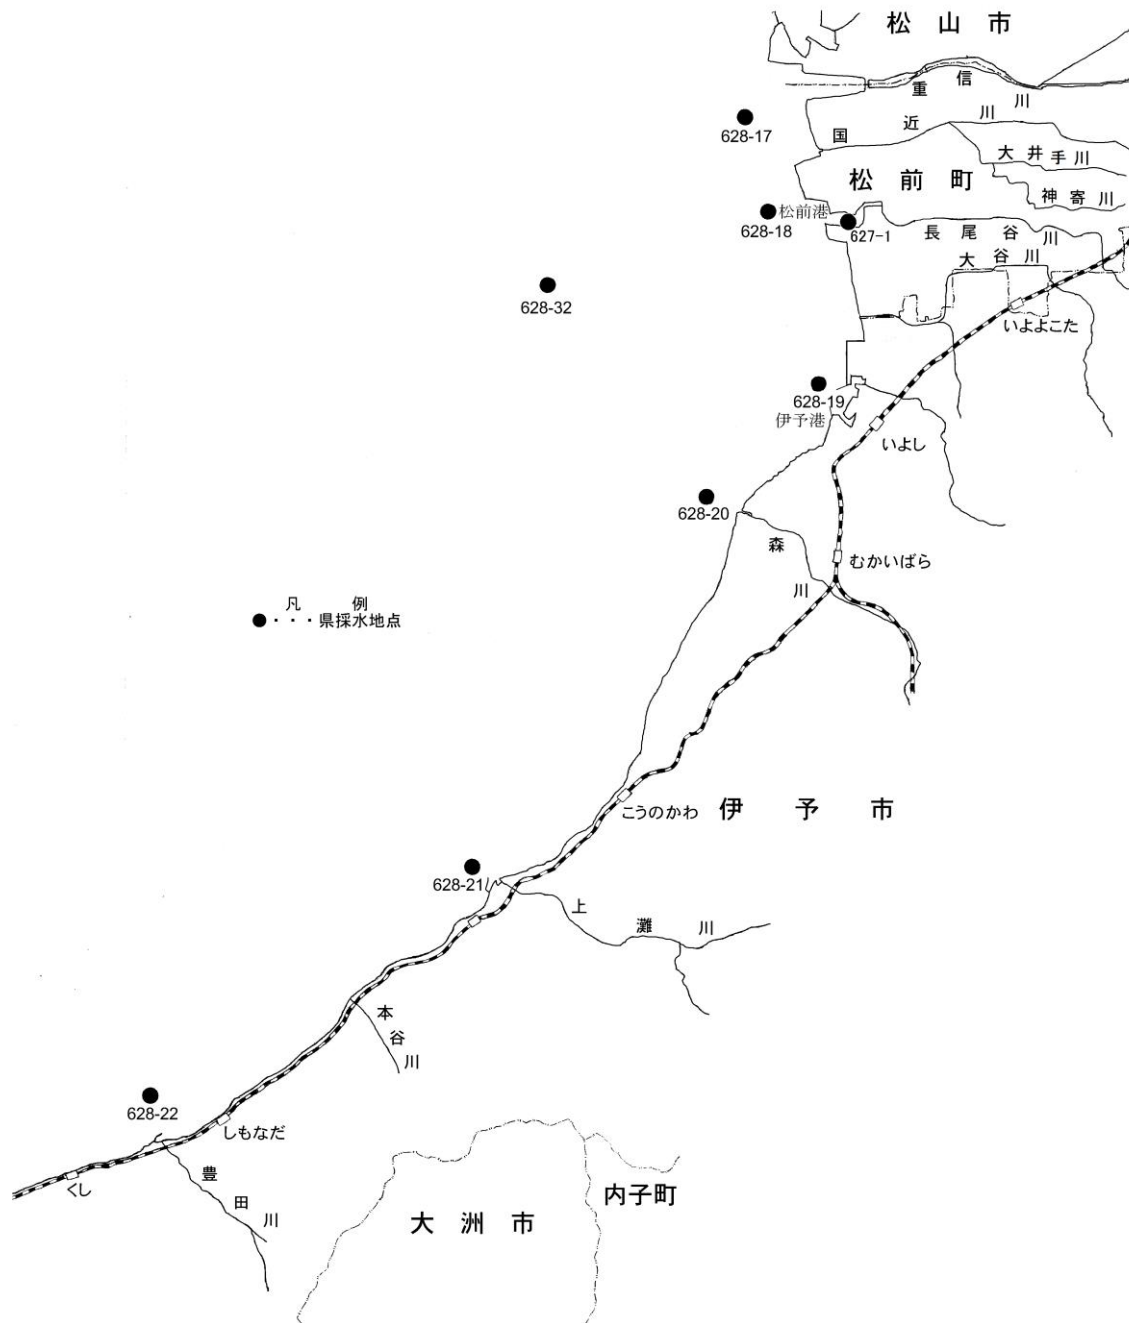 松山市
重信川
628-17
国近川
大井手川
松前町
神寄川
松前港
628-18
627-1
長尾谷川
大谷川
628-32
いよよこた
628-19
伊予港
いよし
628-20
森川
むかいばら
凡例
●・・・県採水地点
こうのかわ
伊予市
628-21
上灘川
本谷川
628-22
しもなだ
くし
豊田川
内子町
大洲市